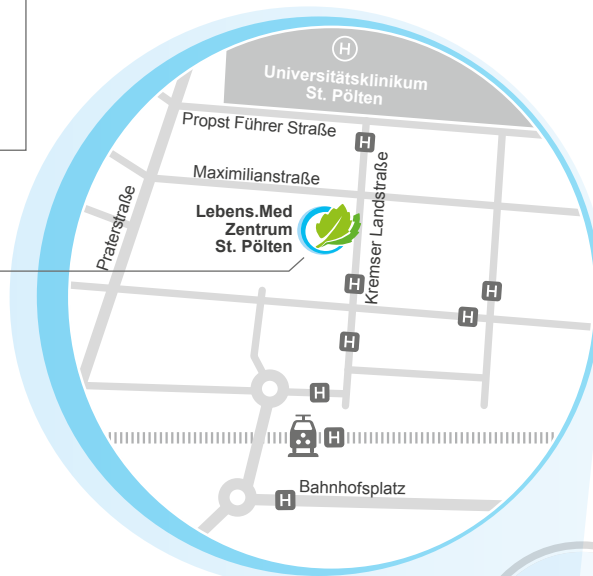 H
Universitätsklinikum
St. Pölten
Propst Führer Straße
H
Maximilianstraße
Kremser Landstraße
Praterstraße
Lebens.Med
Zentrum
St. Pölten
H
H
H
H
H
H
H
Bahnhofsplatz